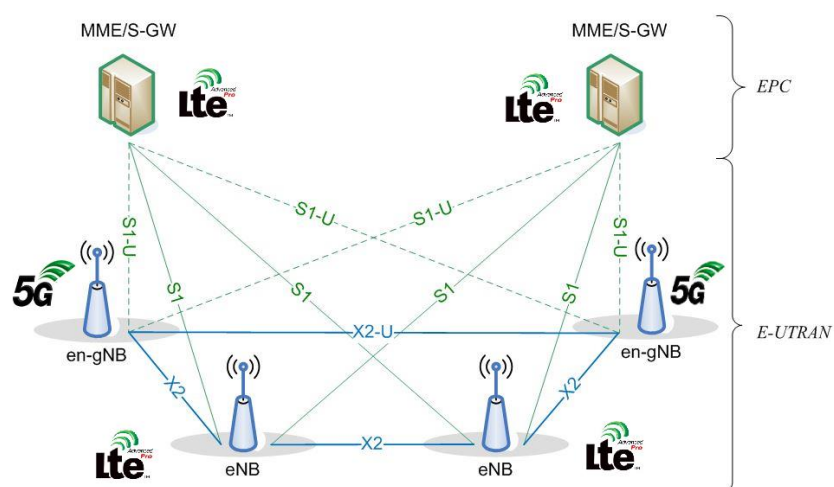 MME/S-GW
MME/S-GW
LTE Advanced Pro
LTE Advanced Pro
EPC
S1-U
S1-U
S1-U
S1-U
S1
S1
S1
S1
5G
5G
X2-U
en-gNB
en-gNB
E-UTRAN
X2
X2
LTE Advanced Pro
eNB
X2
eNB
LTE Advanced Pro